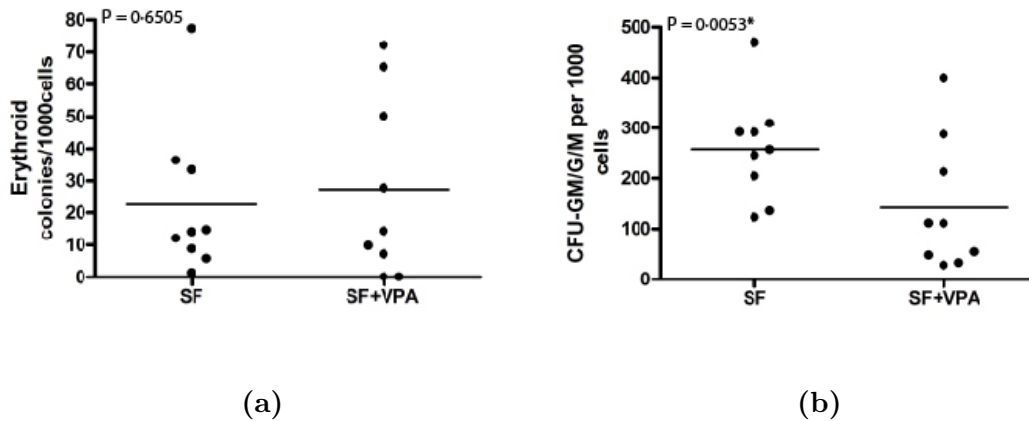 P = 0·6505
Erythroid
colonies/1000cells
80
70
60
50
40
30
20
10
0
SF
SF+VPA
(a)
P = 0·0053*
CFU-GM/G/M per 1000
cells
500
400
300
200
100
0
SF
SF+VPA
(b)